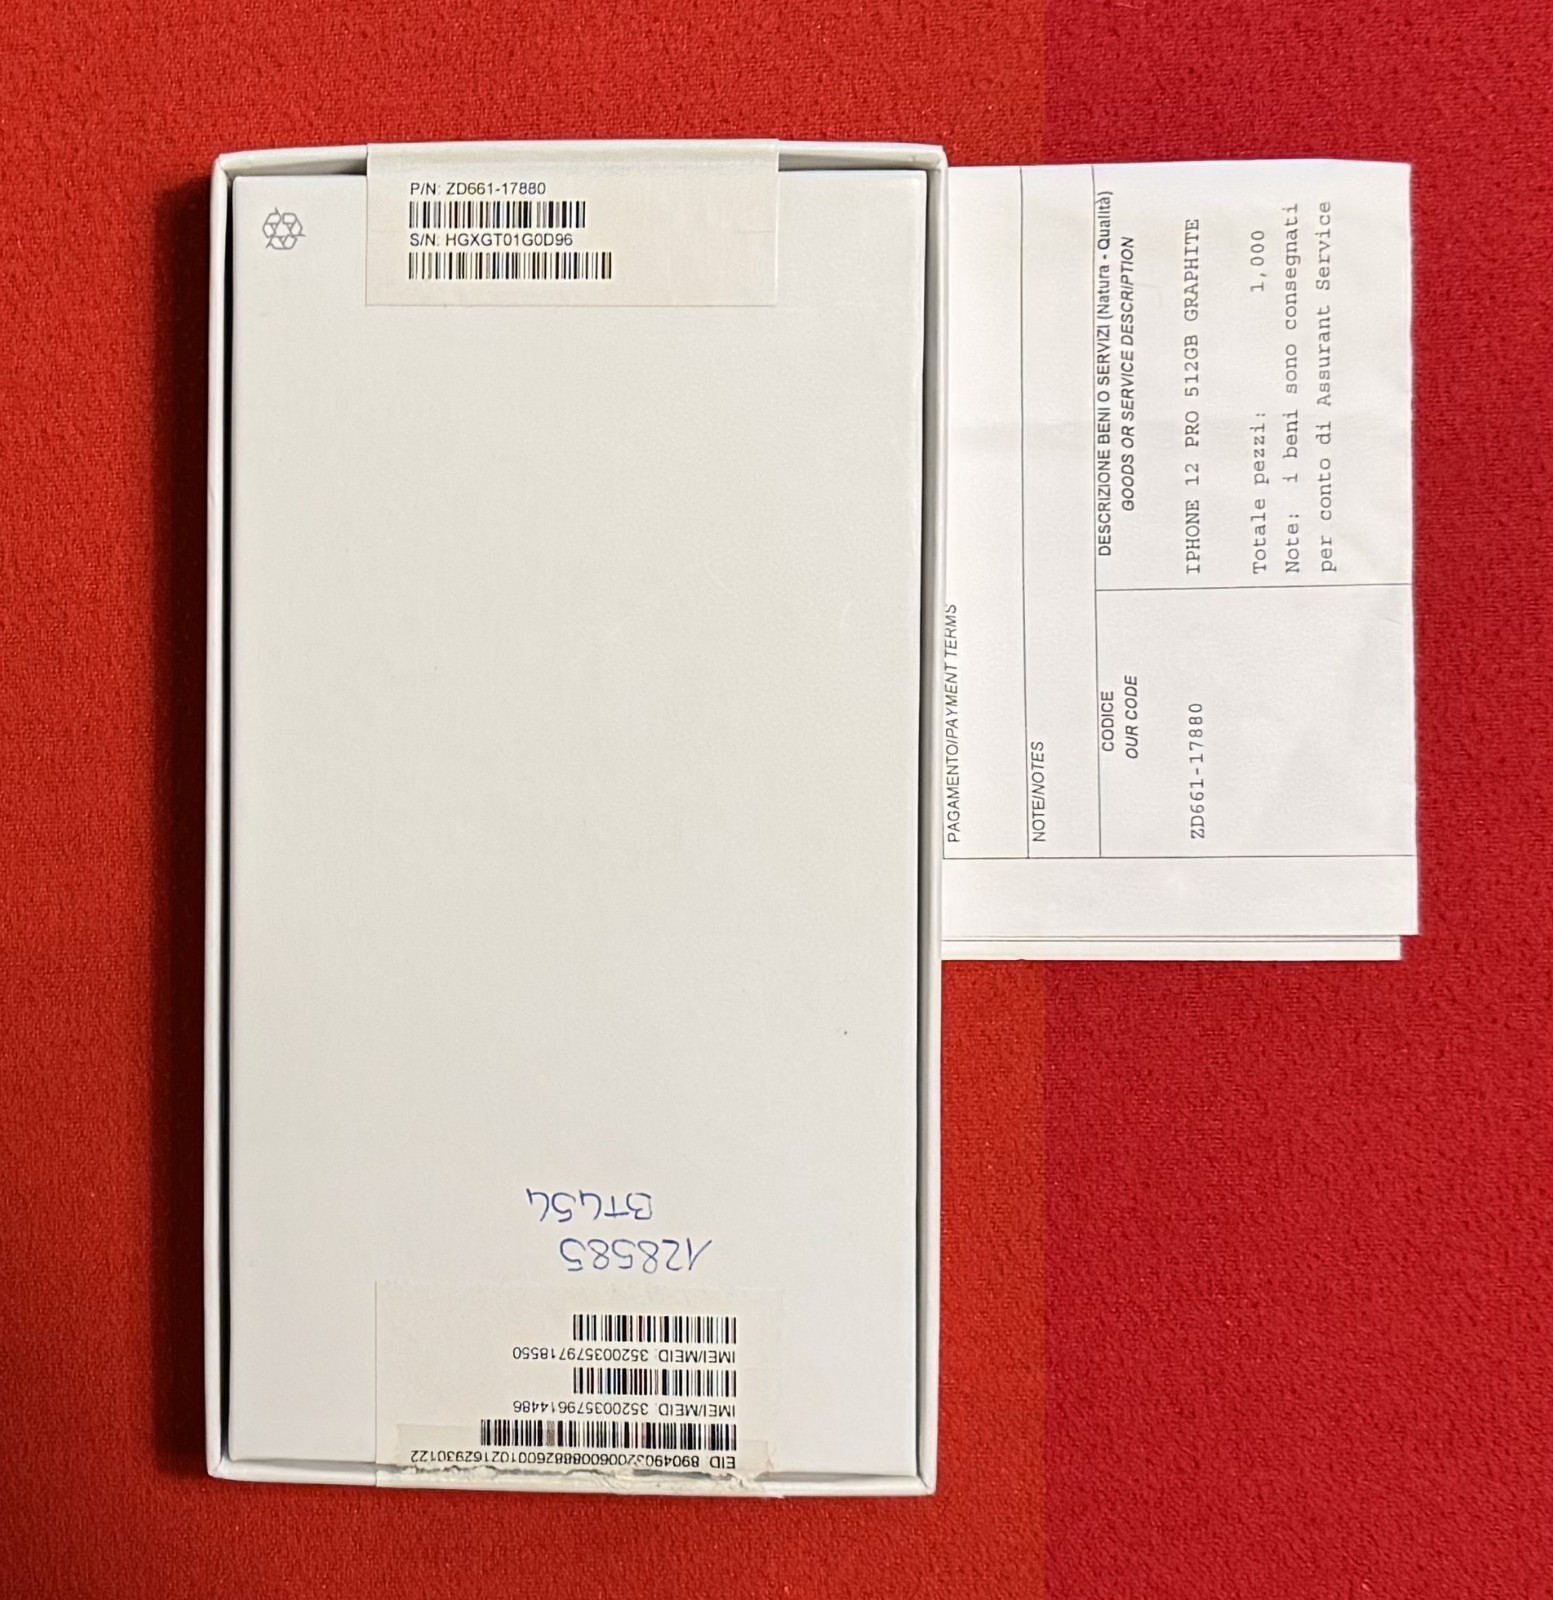 P/N: ZD661-17880
S/N: HGXGT01G0D96
BT454
128585
IMEI/MEID: 352003579718550
IMEI/MEID: 352003579614486
EID: 89049032006008882600102162930122
PAGAMENTO/PAYMENT TERMS
NOTE/NOTES
CODICE
OUR CODE
DESCRIZIONE BENI O SERVIZI (Natura - Qualità)
GOODS OR SERVICE DESCRIPTION
ZD661-17880
IPHONE 12 PRO 512GB GRAPHITE
Totale pezzi: 1,000
Note: i beni sono consegnati
per conto di Assurant Service